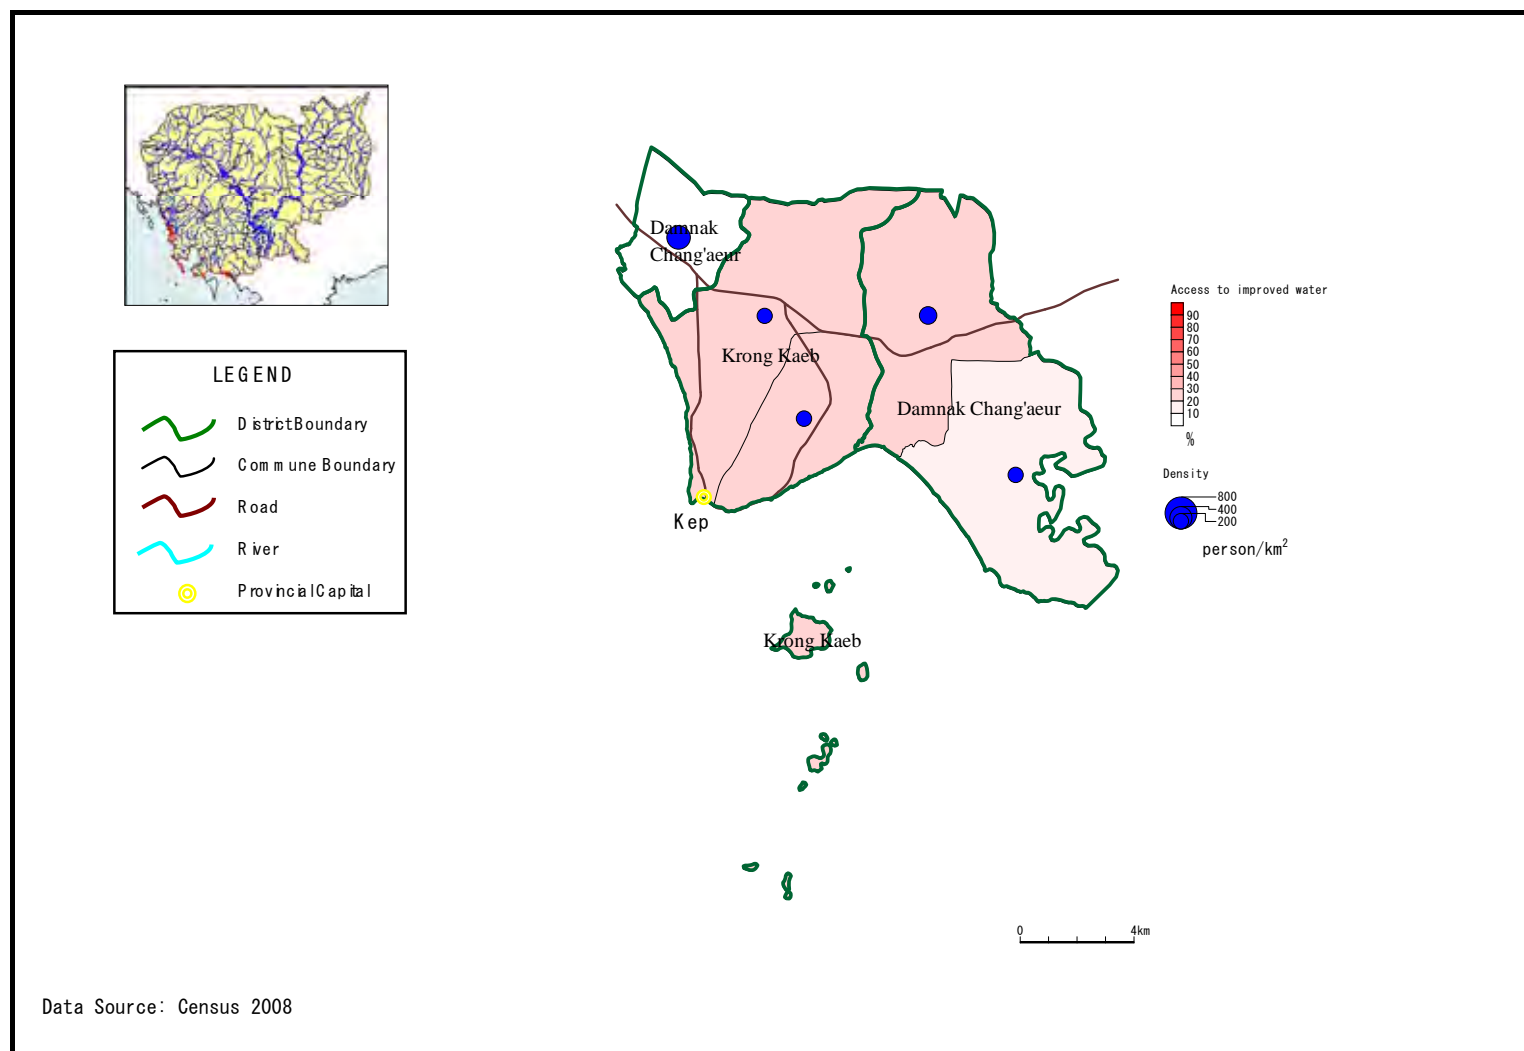 LEGEND
District Boundary
Commune Boundary
Road
River
Provincial Capital
Damnak
Chang'aeur
Krong Kaeb
Damnak Chang'aeur
Kep
Krong Kaeb
Access to improved water
90
80
70
60
50
40
30
20
10
%
Density
800
400
200
person/km²
0 4km
Data Source: Census 2008